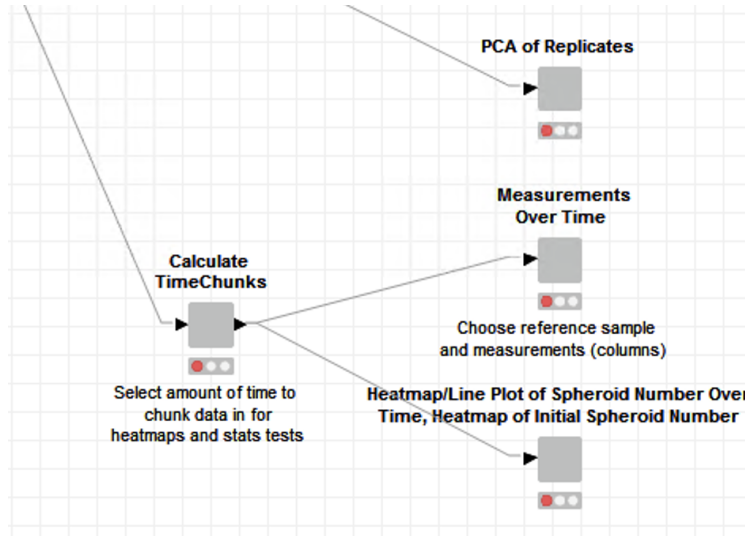 PCA of Replicates
Measurements
Over Time
Calculate
TimeChunks
Choose reference sample
and measurements (columns)
Select amount of time to
chunk data in for
heatmaps and stats tests
Heatmap/Line Plot of Spheroid Number Over
Time, Heatmap of Initial Spheroid Number